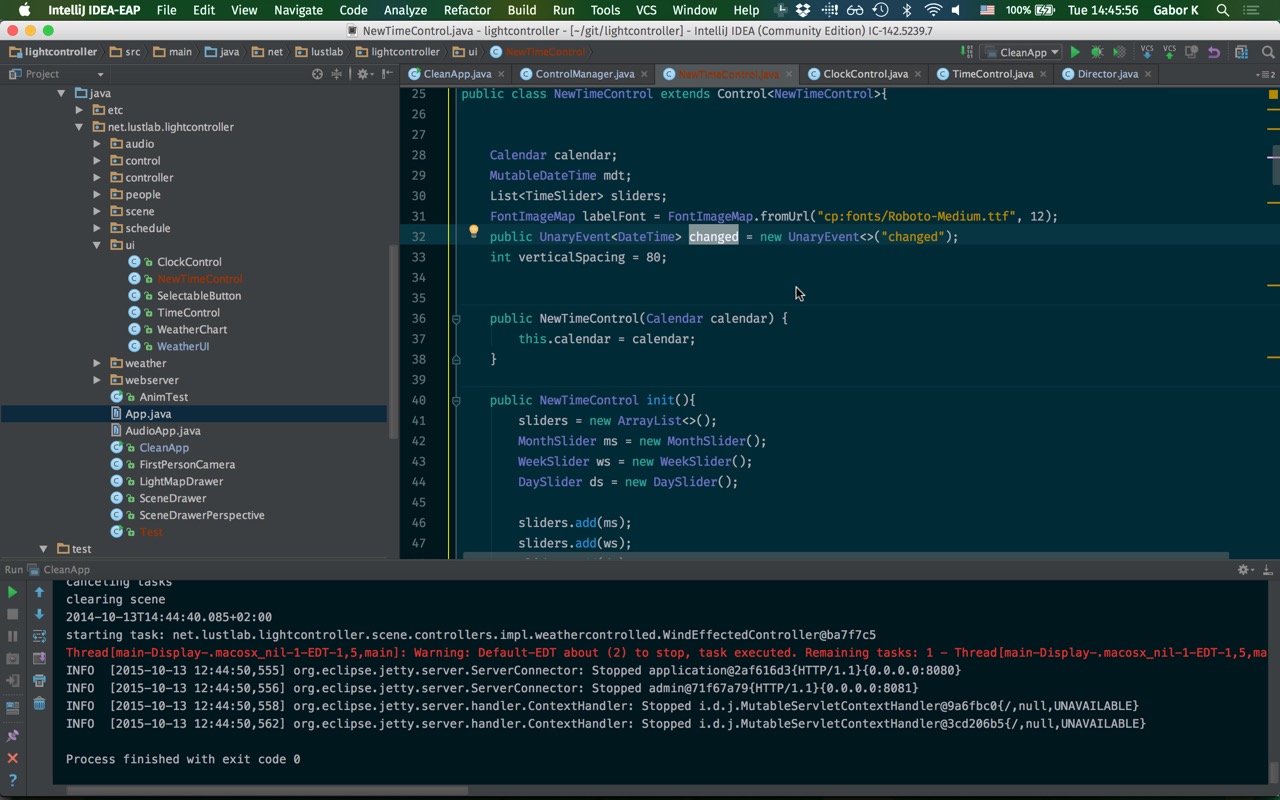 IntelliJ IDEA-EAP File Edit View Navigate Code Analyze Refactor Build Run Tools VCS Window Help 100% Tue 14:45:56 Gabor K
NewTimeControl.java - lightcontroller - [~/git/lightcontroller] - IntelliJ IDEA (Community Edition) IC-142.5239.7
lightcontroller src main java net lustlab lightcontroller ui NewTimeControl CleanApp VCS VCS
Project
CleanApp.java ControlManager.java NewTimeControl.java ClockControl.java TimeControl.java Director.java
java
etc
net.lustlab.lightcontroller
audio
control
controller
people
scene
schedule
ui
ClockControl
NewTimeControl
SelectableButton
TimeControl
WeatherChart
WeatherUI
weather
webserver
AnimTest
App.java
AudioApp.java
CleanApp
FirstPersonCamera
LightMapDrawer
SceneDrawer
SceneDrawerPerspective
Test
test
25 public class NewTimeControl extends Control<NewTimeControl>{
26
27
28 Calendar calendar;
29 MutableDateTime mdt;
30 List<TimeSlider> sliders;
31 FontImageMap labelFont = FontImageMap.fromUrl("cp:fonts/Roboto-Medium.ttf", 12);
32 public UnaryEvent<DateTime> changed = new UnaryEvent<>("changed");
33 int verticalSpacing = 80;
34
35
36 public NewTimeControl(Calendar calendar) {
37 this.calendar = calendar;
38 }
39
40 public NewTimeControl init(){
41 sliders = new ArrayList<>();
42 MonthSlider ms = new MonthSlider();
43 WeekSlider ws = new WeekSlider();
44 DaySlider ds = new DaySlider();
45
46 sliders.add(ms);
47 sliders.add(ws);
Run CleanApp
canceling tasks
clearing scene
2014-10-13T14:44:40.085+02:00
starting task: net.lustlab.lightcontroller.scene.controllers.impl.weathercontrolled.WindEffectedController@ba7f7c5
Thread[main-Display-.macosx_nil-1-EDT-1,5,main]: Warning: Default-EDT about (2) to stop, task executed. Remaining tasks: 1 - Thread[main-Display-.macosx_nil-1-EDT-1,5,ma
INFO [2015-10-13 12:44:50,555] org.eclipse.jetty.server.ServerConnector: Stopped application@2af616d3{HTTP/1.1}{0.0.0.0:8080}
INFO [2015-10-13 12:44:50,556] org.eclipse.jetty.server.ServerConnector: Stopped admin@71f67a79{HTTP/1.1}{0.0.0.0:8081}
INFO [2015-10-13 12:44:50,558] org.eclipse.jetty.server.handler.ContextHandler: Stopped i.d.j.MutableServletContextHandler@9a6fbc0{/,null,UNAVAILABLE}
INFO [2015-10-13 12:44:50,562] org.eclipse.jetty.server.handler.ContextHandler: Stopped i.d.j.MutableServletContextHandler@3cd206b5{/,null,UNAVAILABLE}
Process finished with exit code 0